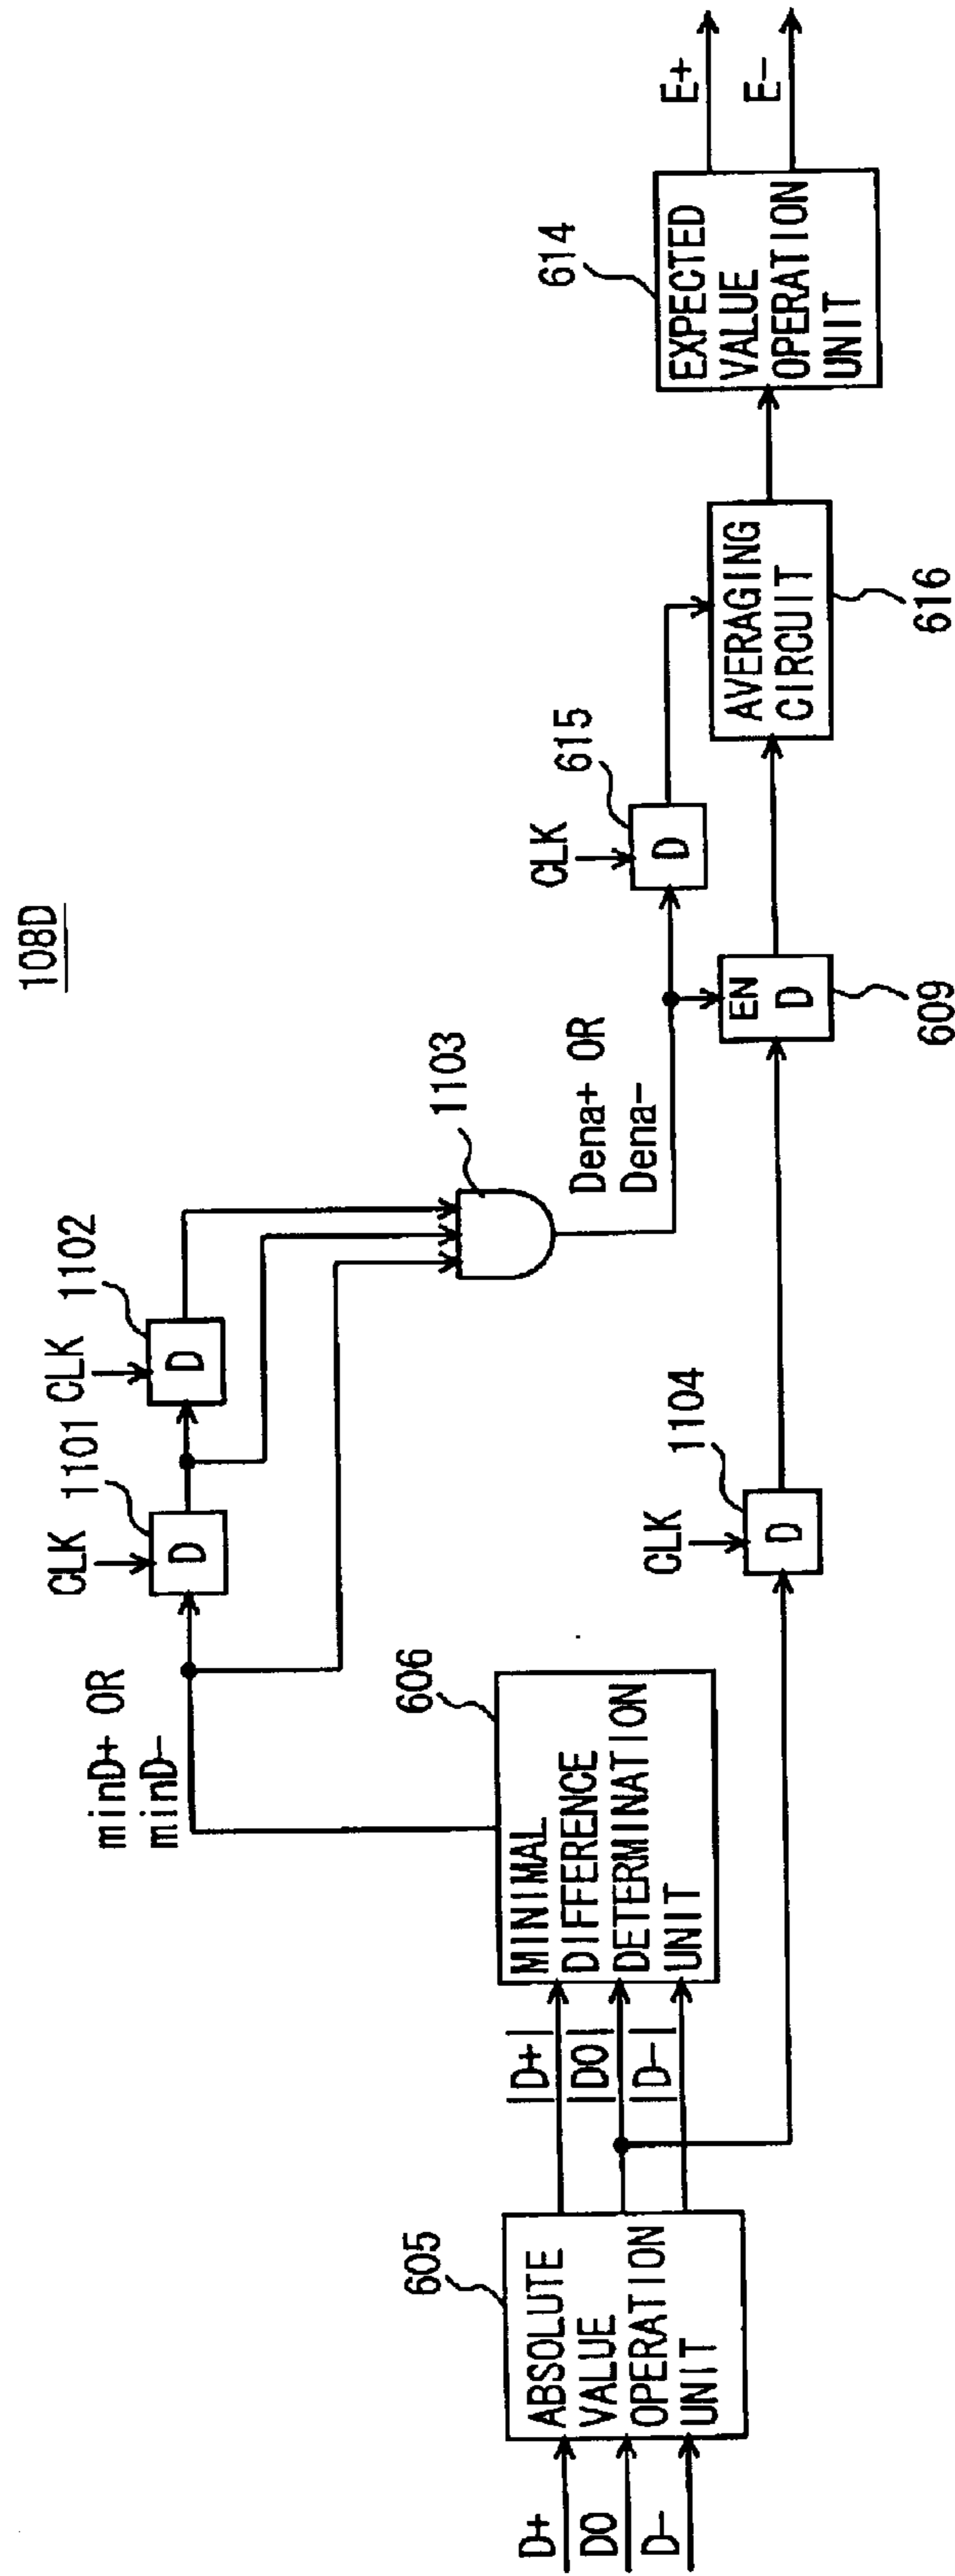 108D
D+
D0
D-
605
ABSOLUTE
VALUE
OPERATION
UNIT
|D+|
|D0|
|D-|
606
MINIMAL
DIFFERENCE
DETERMINATION
UNIT
minD+ OR
minD-
CLK
1101
D
CLK
1102
D
1103
CLK
1104
D
Dena+ OR
Dena-
CLK
615
D
EN
D
609
AVERAGING
CIRCUIT
616
614
EXPECTED
VALUE
OPERATION
UNIT
E+
E-